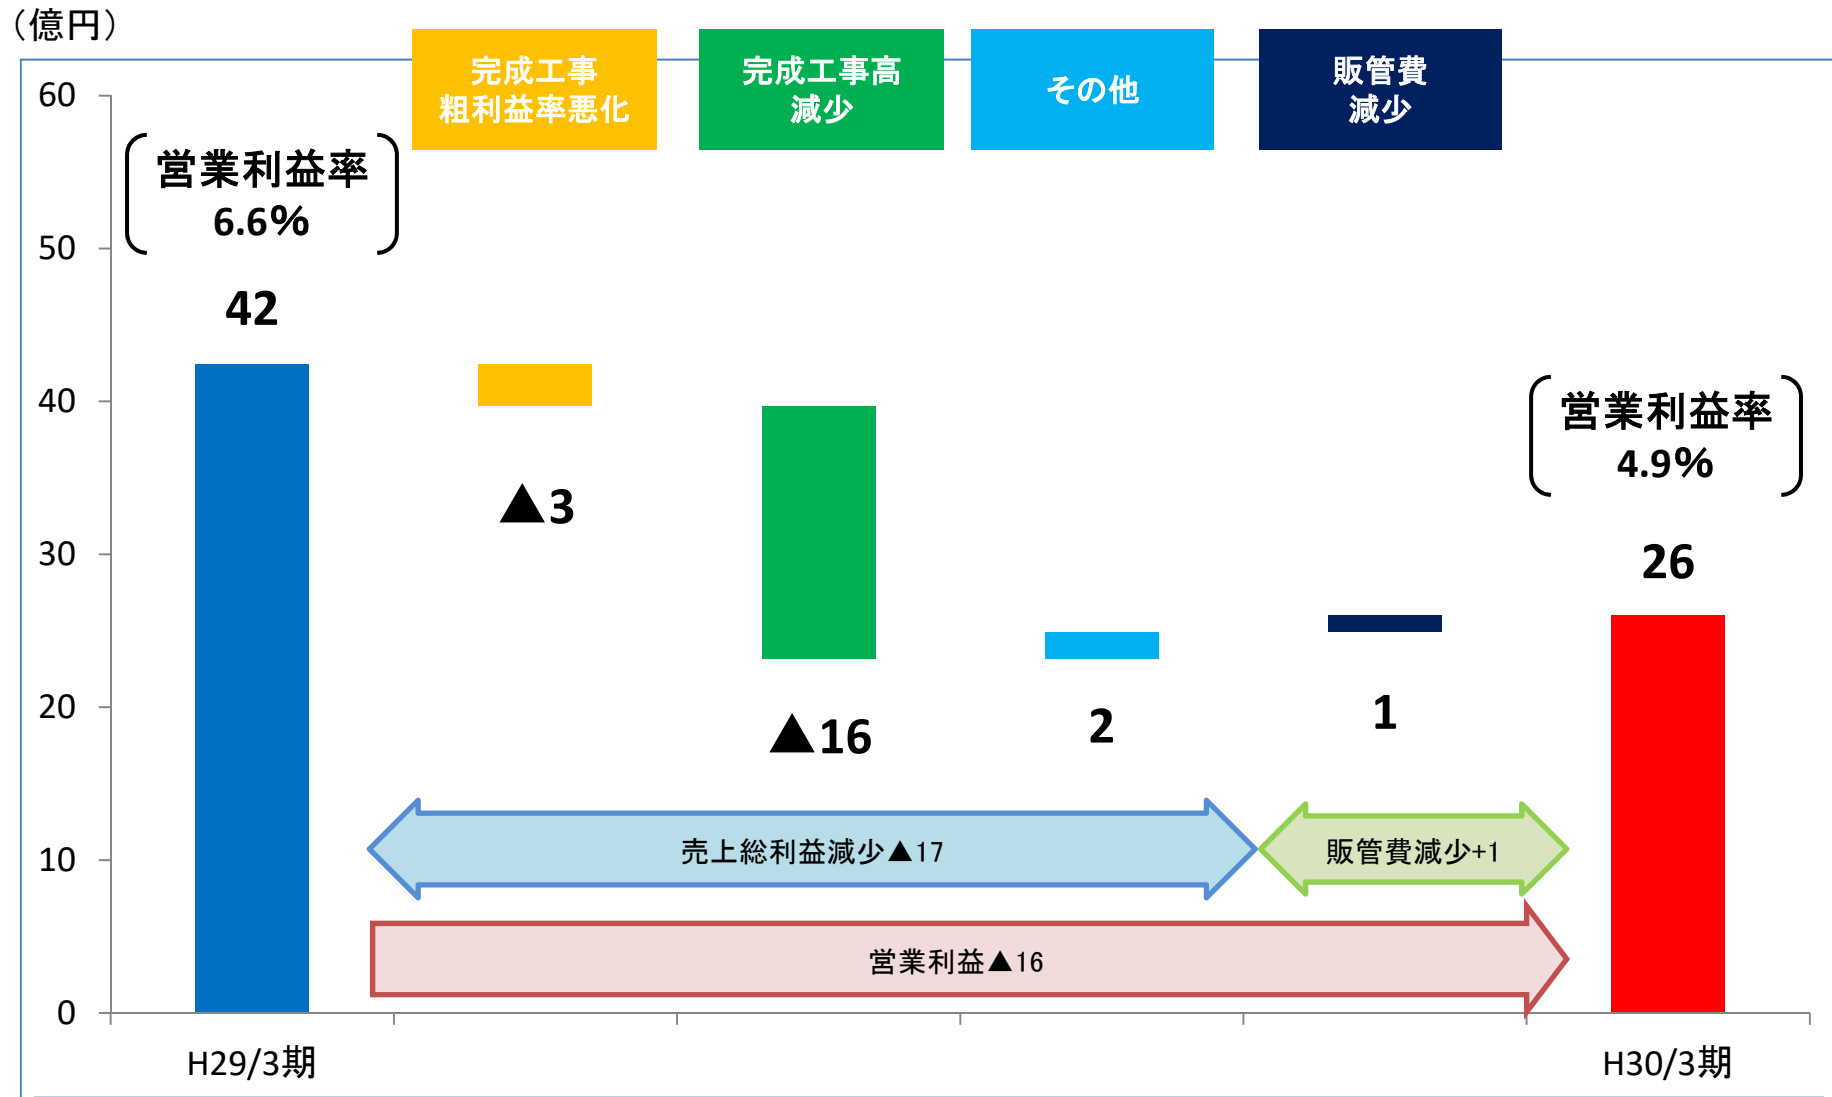 （億円）
完成工事
粗利益率悪化
完成工事高
減少
その他
販管費
減少
60
50
40
30
20
10
0
営業利益率
6.6%
42
▲3
▲16
2
1
営業利益率
4.9%
26
売上総利益減少▲17
販管費減少+1
営業利益▲16
H29/3期
H30/3期